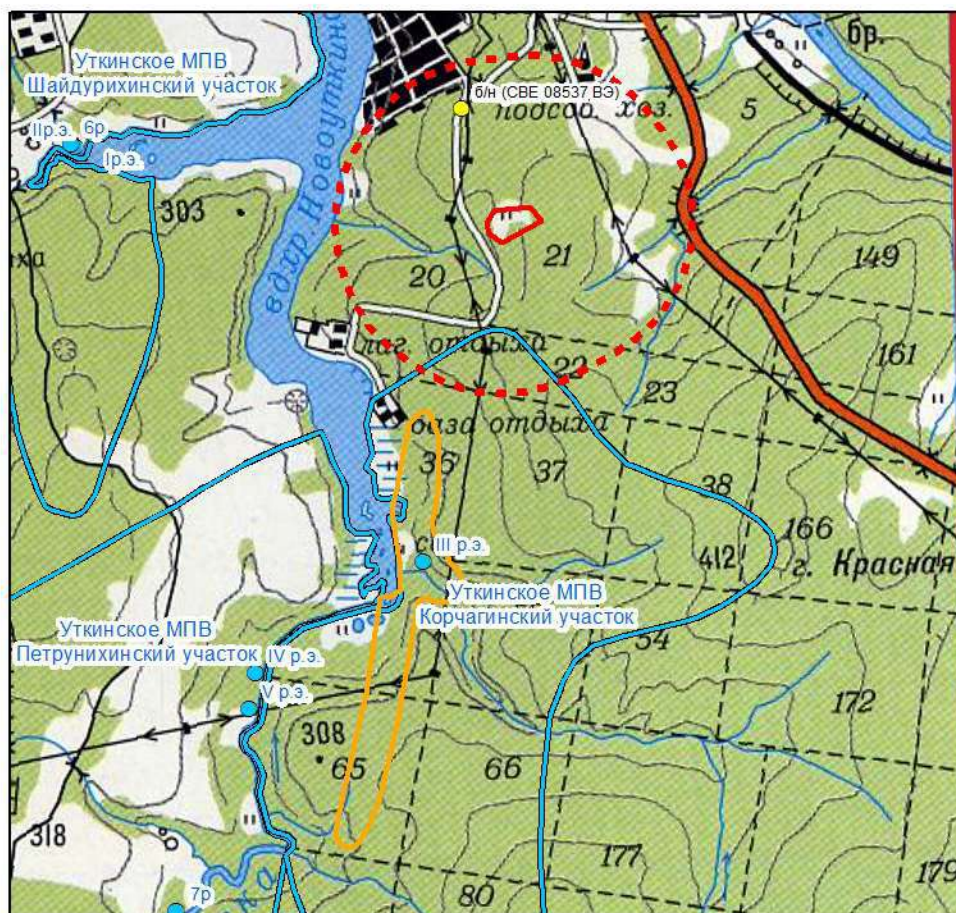 Уткинское МПВ
Шайдурихинский участок
IIр.э.
6р
Iр.э.
303
вдхр. Новоуткинс
б/н (СВЕ 08537 ВЭ)
подсоб. хоз.
бр.
5
20
21
149
161
лаг. отдыха
22
23
база отдыха
36
37
38
166
412
г. Красная
III р.э.
Уткинское МПВ
Корчагинский участок
Уткинское МПВ
Петрунихинский участок
IV р.э.
V р.э.
54
172
308
65
66
318
177
179
80
7р